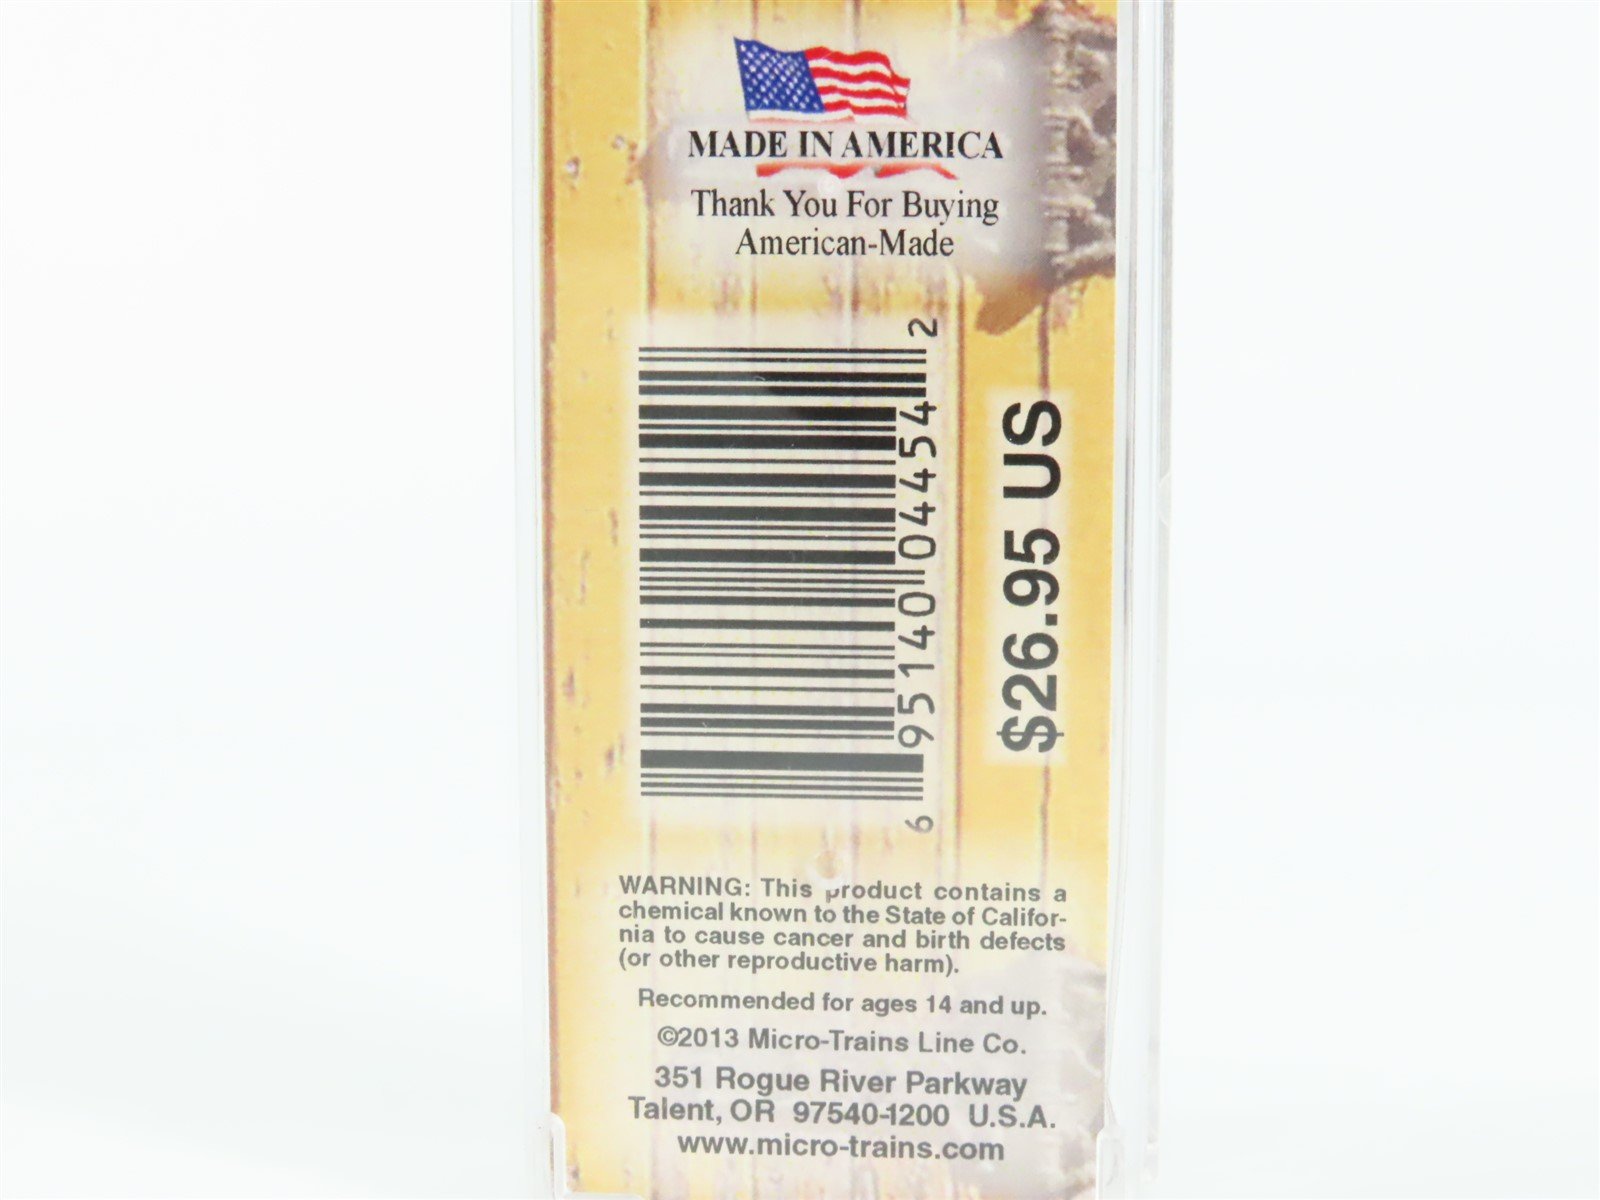 MADE IN AMERICA
Thank You For Buying
American-Made
6 95140 04454 2
$26.95 US
WARNING: This product contains a
chemical known to the State of Califor-
nia to cause cancer and birth defects
(or other reproductive harm).
Recommended for ages 14 and up.
©2013 Micro-Trains Line Co.
351 Rogue River Parkway
Talent, OR 97540-1200 U.S.A.
www.micro-trains.com